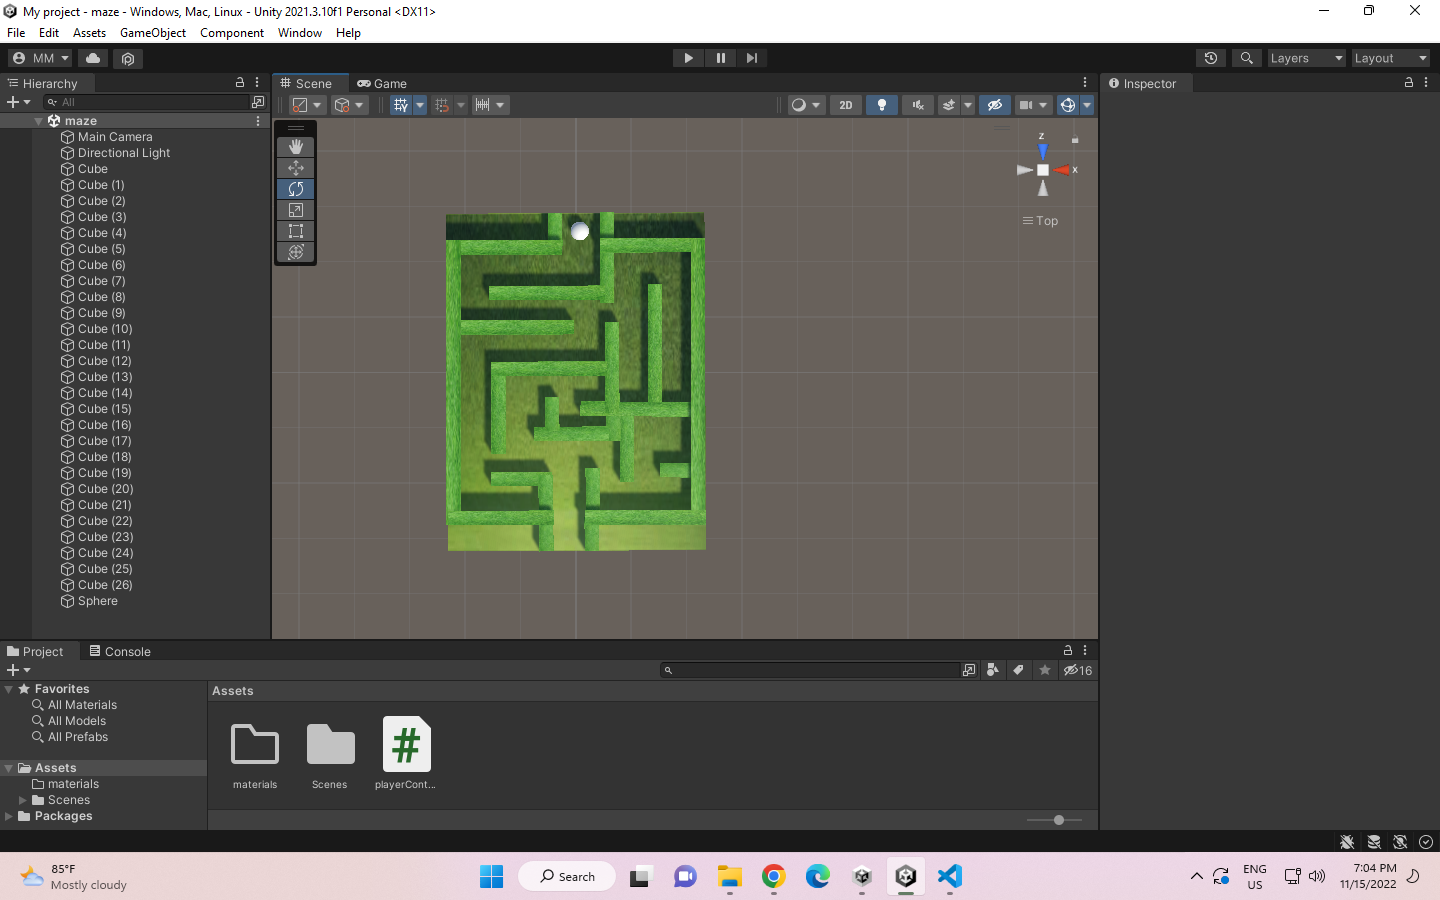 My project - maze - Windows, Mac, Linux - Unity 2021.3.10f1 Personal <DX11>
File Edit Assets GameObject Component Window Help
MM Layers Layout
Hierarchy
All
maze
Main Camera
Directional Light
Cube
Cube (1)
Cube (2)
Cube (3)
Cube (4)
Cube (5)
Cube (6)
Cube (7)
Cube (8)
Cube (9)
Cube (10)
Cube (11)
Cube (12)
Cube (13)
Cube (14)
Cube (15)
Cube (16)
Cube (17)
Cube (18)
Cube (19)
Cube (20)
Cube (21)
Cube (22)
Cube (23)
Cube (24)
Cube (25)
Cube (26)
Sphere
Scene Game
2D
z
x
Top
Inspector
Project Console
16
Favorites
All Materials
All Models
All Prefabs
Assets
materials
Scenes
Packages
Assets
materials Scenes playerCont...
85°F
Mostly cloudy
Search
ENG
US
7:04 PM
11/15/2022